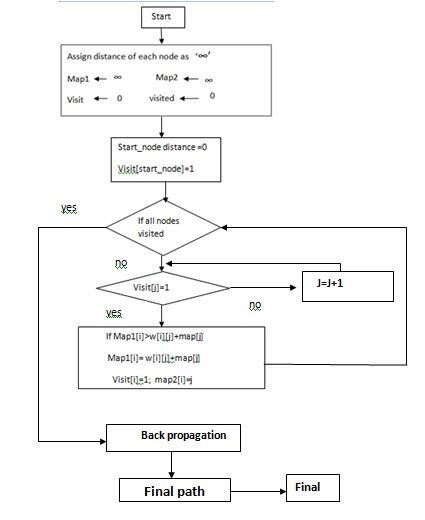 Start
Assign distance of each node as '∞'
Map1 ← ∞ Map2 ← ∞
Visit ← 0 visited ← 0
Start_node distance =0
Visit[start_node]=1
yes
If all nodes
visited
no
Visit[j]=1
J=J+1
no
yes
If Map1[i]>w[i][j]+map[j]
Map1[i]= w[i][j]+map[j]
Visit[i]=1; map2[i]=j
Back propagation
Final path
Final